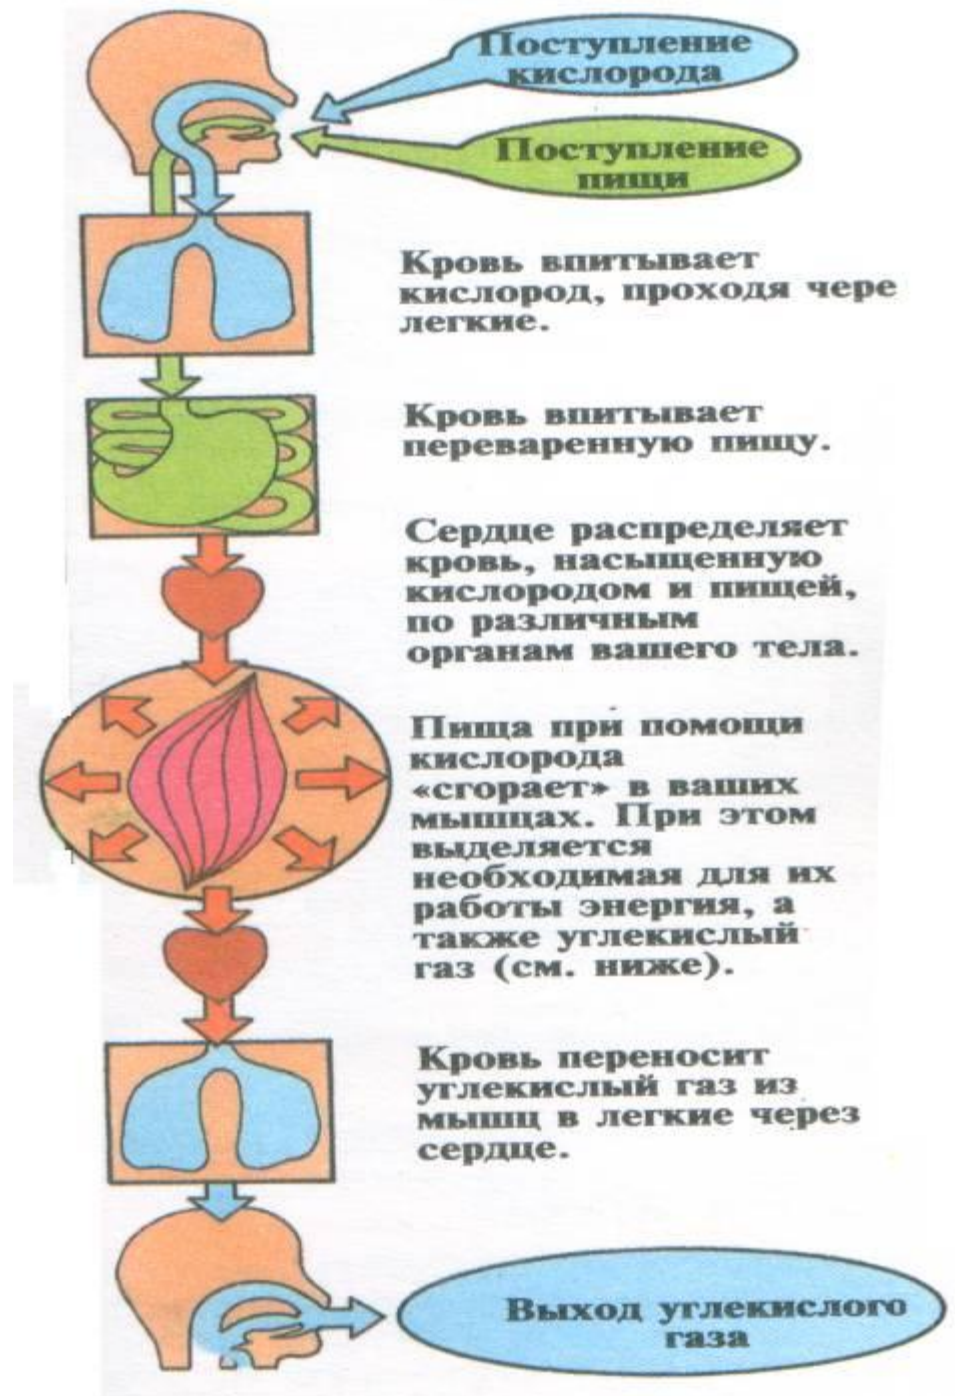 Поступление
кислорода
Поступление
пищи
Кровь впитывает
кислород, проходя чере
легкие.
Кровь впитывает
переваренную пищу.
Сердце распределяет
кровь, насыщенную
кислородом и пищей,
по различным
органам вашего тела.
Пища при помощи
кислорода
«сгорает» в ваших
мышцах. При этом
выделяется
необходимая для их
работы энергия, а
также углекислый
газ (см. ниже).
Кровь переносит
углекислый газ из
мышц в легкие через
сердце.
Выход углекислого
газа